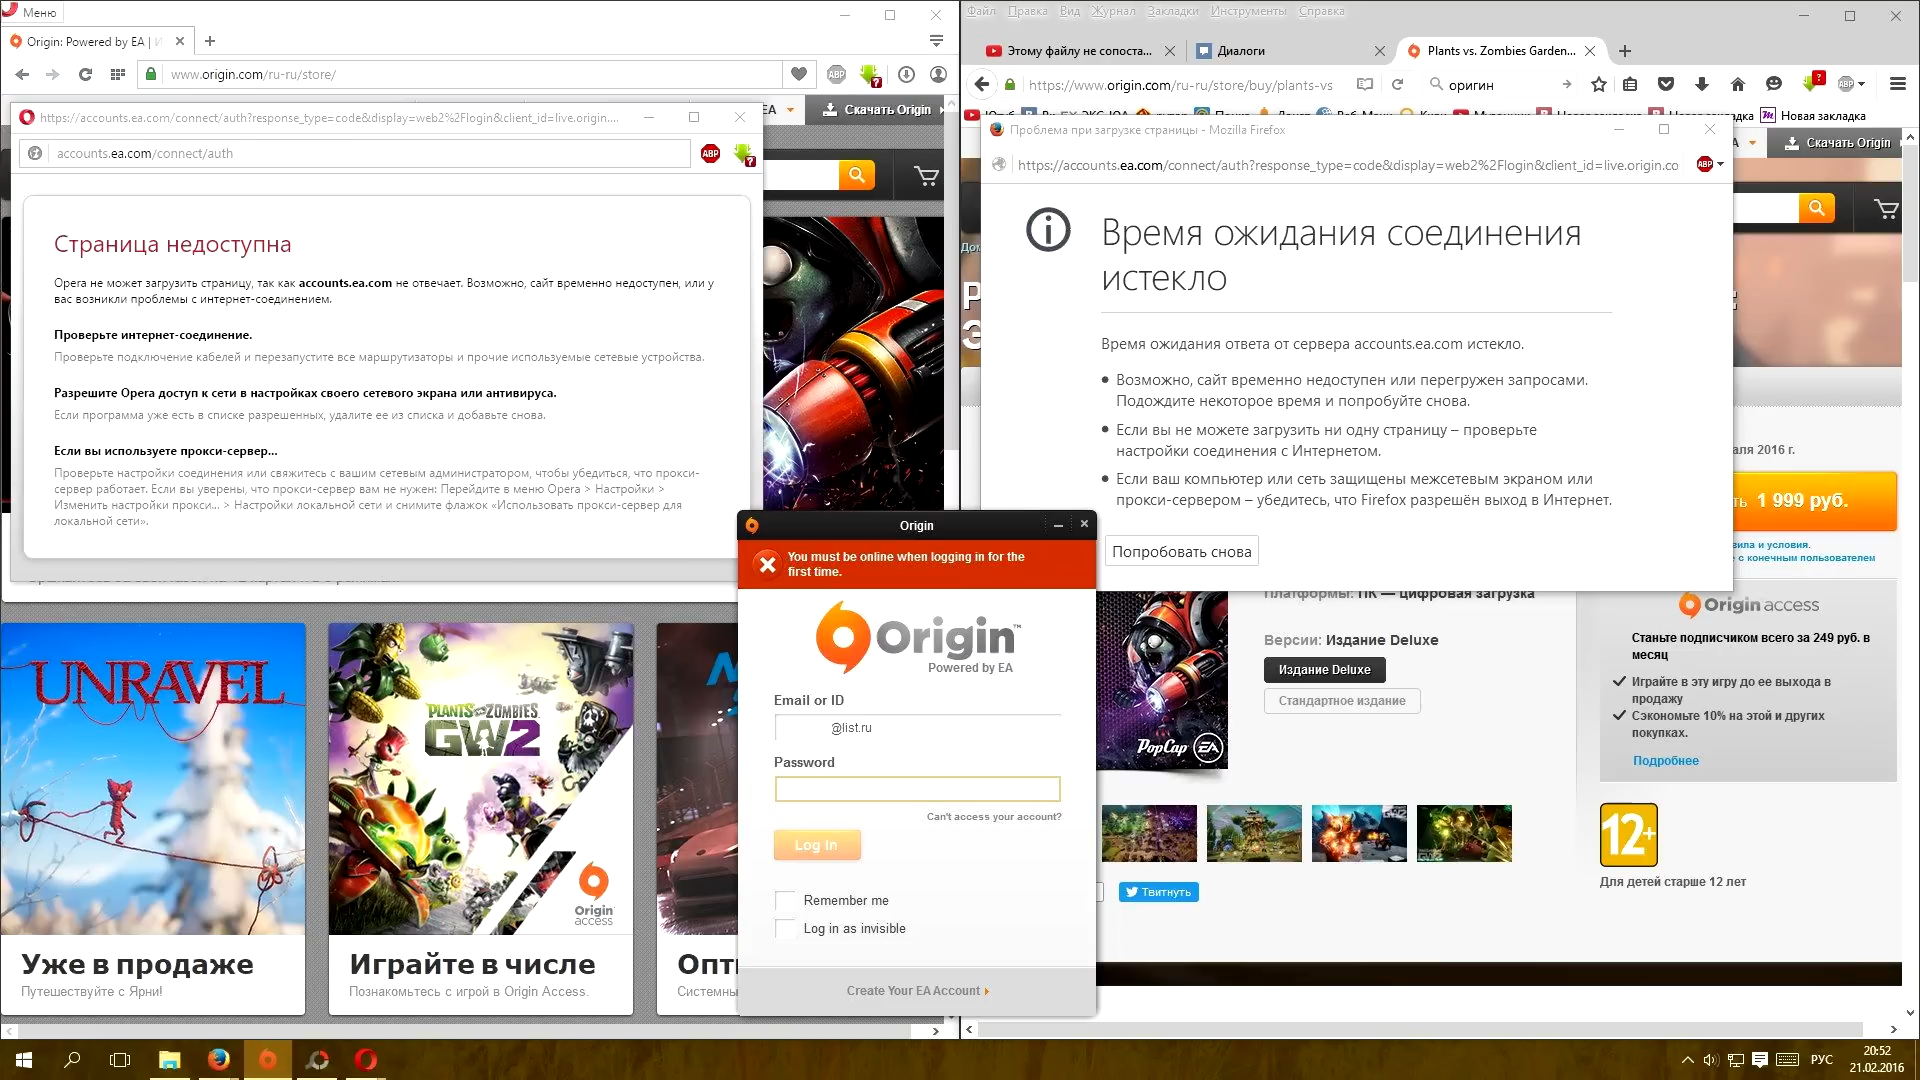 Меню
Origin: Powered by EA |
www.origin.com/ru-ru/store/
ABP
?
EA
Скачать Origin
https://accounts.ea.com/connect/auth?response_type=code&display=web2%2Flogin&client_id=live.origin....
accounts.ea.com/connect/auth
ABP
?
Страница недоступна
Opera не может загрузить страницу, так как accounts.ea.com не отвечает. Возможно, сайт временно недоступен, или у
вас возникли проблемы с интернет-соединением.
Проверьте интернет-соединение.
Проверьте подключение кабелей и перезапустите все маршрутизаторы и прочие используемые сетевые устройства.
Разрешите Opera доступ к сети в настройках своего сетевого экрана или антивируса.
Если программа уже есть в списке разрешенных, удалите ее из списка и добавьте снова.
Если вы используете прокси-сервер...
Проверьте настройки соединения или свяжитесь с вашим сетевым администратором, чтобы убедиться, что прокси-
сервер работает. Если вы уверены, что прокси-сервер вам не нужен: Перейдите в меню Opera > Настройки >
Изменить настройки прокси... > Настройки локальной сети и снимите флажок «Использовать прокси-сервер для
локальной сети».
UNRAVEL
Уже в продаже
Путешествуйте с Ярни!
PLANTS VS ZOMBIES
GW2
Origin
access
Играйте в числе
Познакомьтесь с игрой в Origin Access.
Системны
Origin
You must be online when logging in for the
first time.
Origin™
Powered by EA
Email or ID
@list.ru
Password
Can't access your account?
Log In
Remember me
Log in as invisible
Create Your EA Account
Файл Правка Вид Журнал Закладки Инструменты Справка
Этому файлу не сопоста...
Диалоги
Plants vs. Zombies Garden...
https://www.origin.com/ru-ru/store/buy/plants-vs
оригин
?
ABP
Новая закладка
Скачать Origin
Проблема при загрузке страницы - Mozilla Firefox
https://accounts.ea.com/connect/auth?response_type=code&display=web2%2Flogin&client_id=live.origin.co
ABP
Время ожидания соединения
истекло
Время ожидания ответа от сервера accounts.ea.com истекло.
Возможно, сайт временно недоступен или перегружен запросами.
Подождите некоторое время и попробуйте снова.
Если вы не можете загрузить ни одну страницу – проверьте
настройки соединения с Интернетом.
Если ваш компьютер или сеть защищены межсетевым экраном или
прокси-сервером – убедитесь, что Firefox разрешён выход в Интернет.
Попробовать снова
2016 г.
1 999 руб.
и условия.
с конечным пользователем
Платформы: ПК — цифровая загрузка
Версии: Издание Deluxe
Издание Deluxe
Стандартное издание
PopCap EA
Твитнуть
Origin access
Станьте подписчиком всего за 249 руб. в
месяц
Играйте в эту игру до ее выхода в
продажу
Сэкономьте 10% на этой и других
покупках.
Подробнее
12+
Для детей старше 12 лет
РУС
20:52
21.02.2016